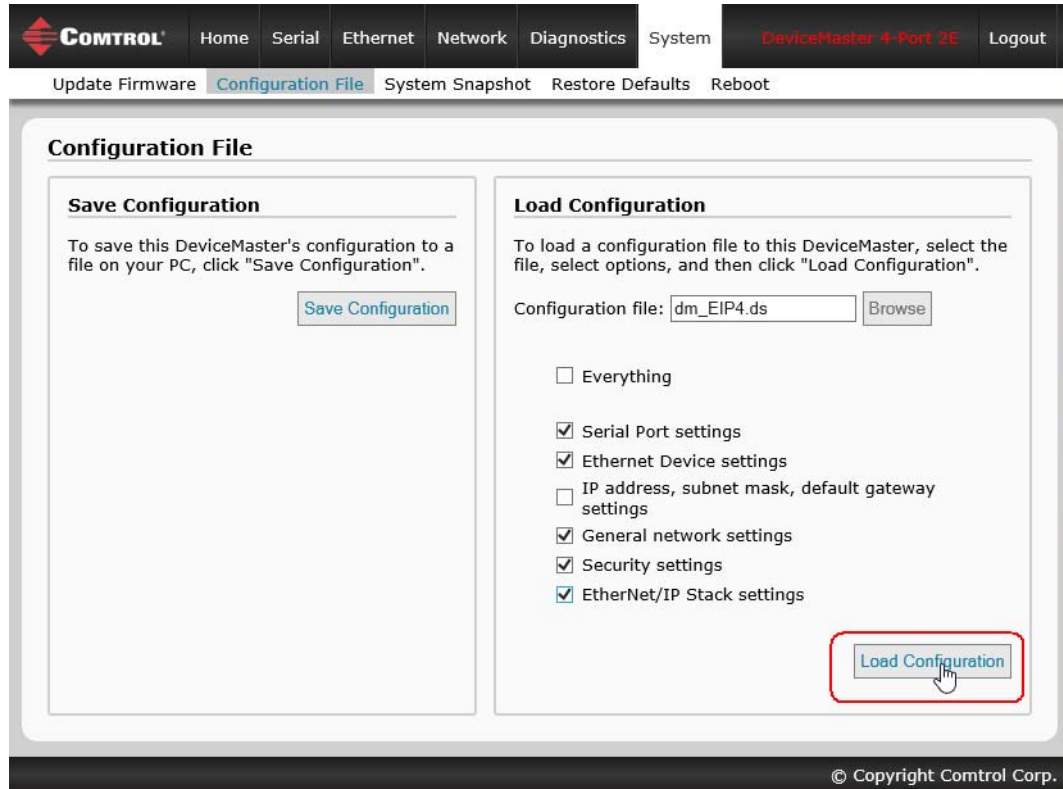 COMTROL Home Serial Ethernet Network Diagnostics System DeviceMaster 4-Port 2E Logout
Update Firmware Configuration File System Snapshot Restore Defaults Reboot
Configuration File
Save Configuration
To save this DeviceMaster's configuration to a
file on your PC, click "Save Configuration".
Save Configuration
Load Configuration
To load a configuration file to this DeviceMaster, select the
file, select options, and then click "Load Configuration".
Configuration file: dm_EIP4.ds Browse
Everything
Serial Port settings
Ethernet Device settings
IP address, subnet mask, default gateway
settings
General network settings
Security settings
EtherNet/IP Stack settings
Load Configuration
© Copyright Comtrol Corp.